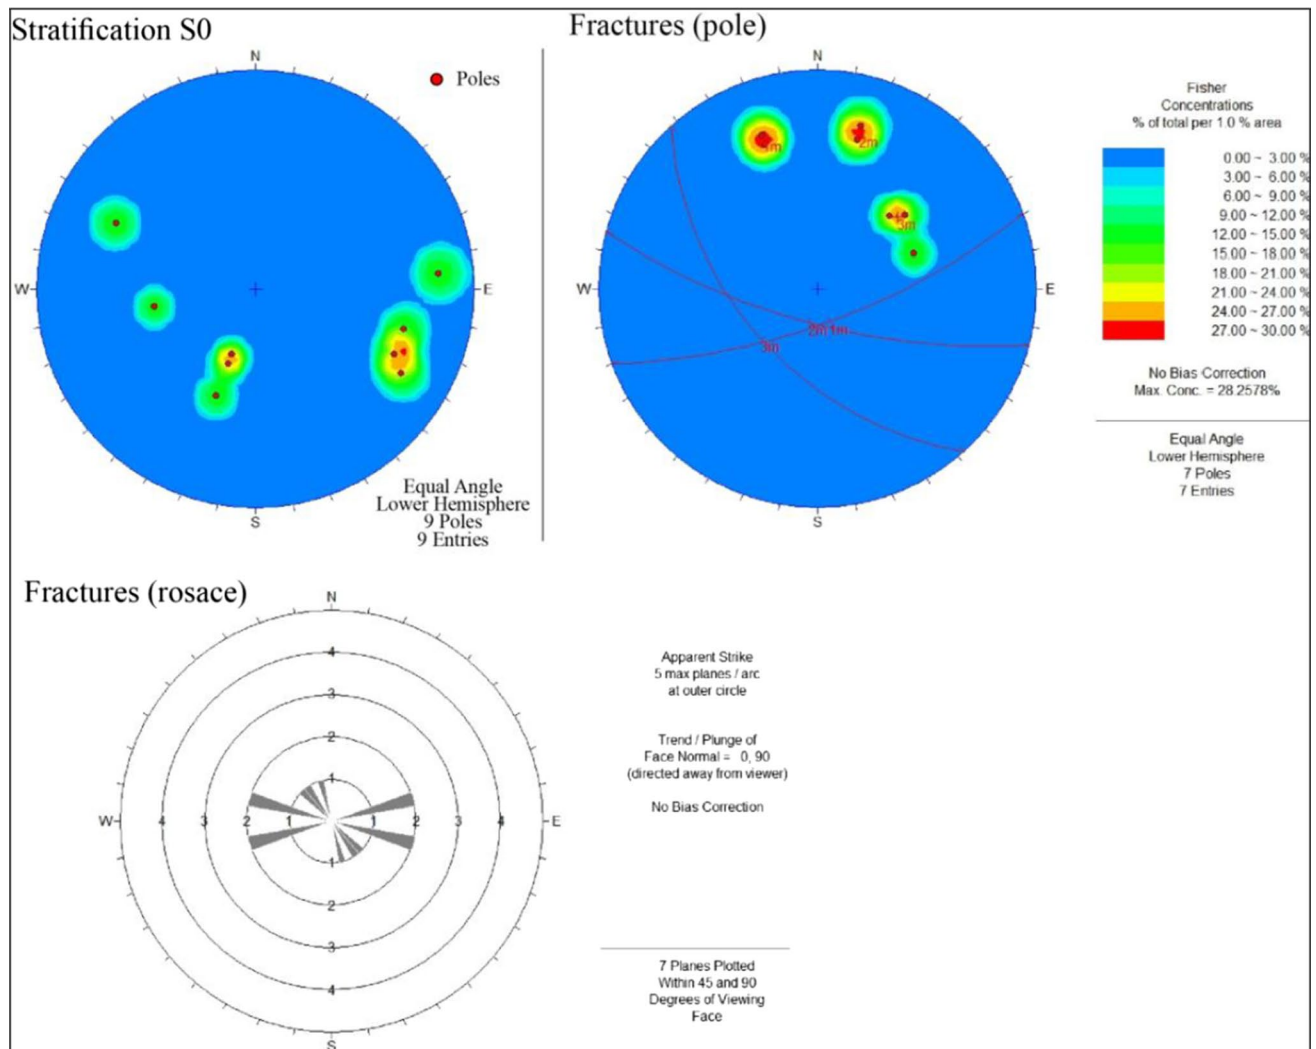 Stratification S0
N
Poles
W
E
S
Equal Angle
Lower Hemisphere
9 Poles
9 Entries
Fractures (pole)
N
1m
2m
3m
W
E
2m 1m
3m
S
Fisher
Concentrations
% of total per 1.0 % area
0.00 ~ 3.00 %
3.00 ~ 6.00 %
6.00 ~ 9.00 %
9.00 ~ 12.00 %
12.00 ~ 15.00 %
15.00 ~ 18.00 %
18.00 ~ 21.00 %
21.00 ~ 24.00 %
24.00 ~ 27.00 %
27.00 ~ 30.00 %
No Bias Correction
Max. Conc. = 28.2578%
Equal Angle
Lower Hemisphere
7 Poles
7 Entries
Fractures (rosace)
N
4
3
2
1
W 4 3 2 1 1 2 3 4 E
1
2
3
4
S
Apparent Strike
5 max planes / arc
at outer circle
Trend / Plunge of
Face Normal = 0, 90
(directed away from viewer)
No Bias Correction
7 Planes Plotted
Within 45 and 90
Degrees of Viewing
Face